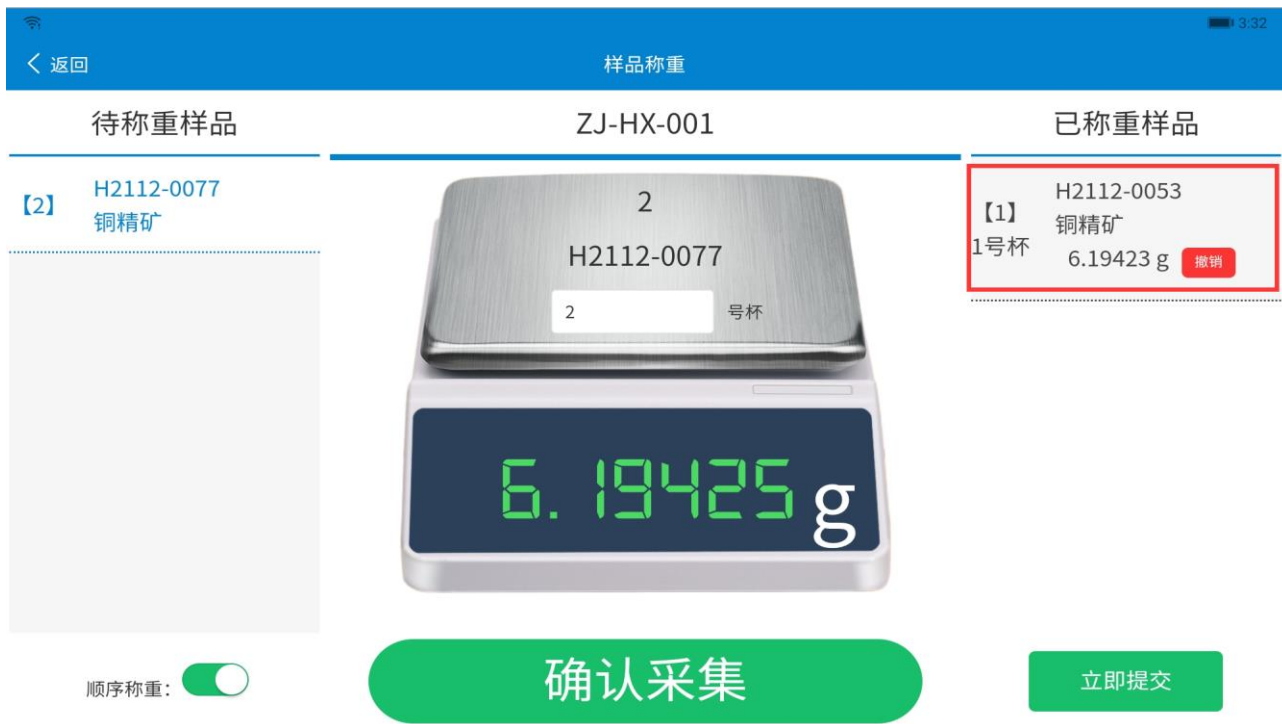 3:32
返回
样品称重
待称重样品
【2】
H2112-0077
铜精矿
顺序称重：
ZJ-HX-001
2
H2112-0077
2 号杯
6.19425 g
确认采集
已称重样品
【1】
1号杯
H2112-0053
铜精矿
6.19423 g 撤销
立即提交